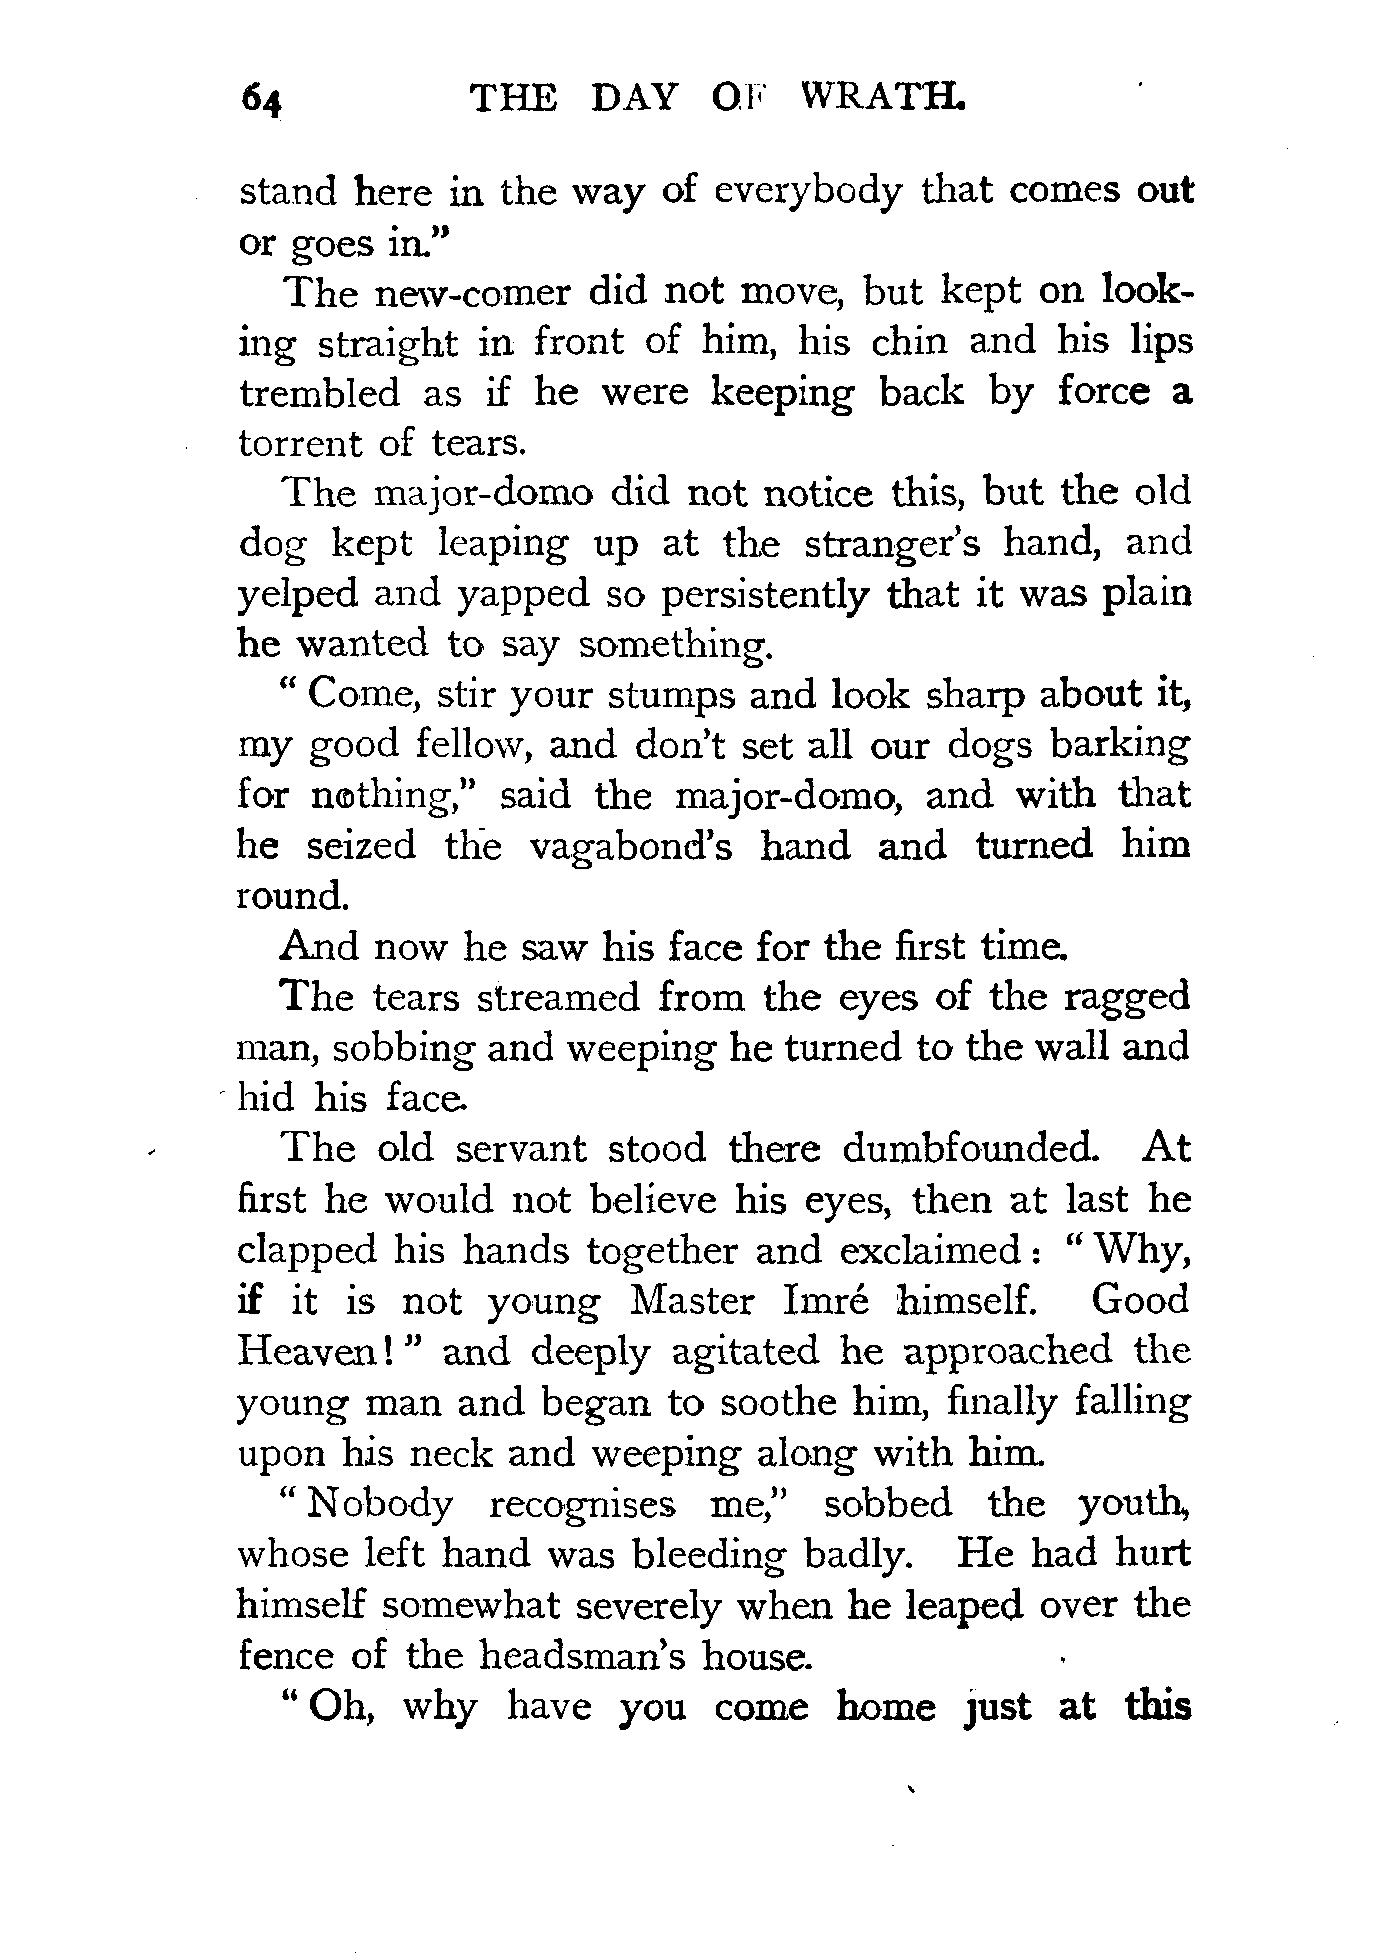 64 THE DAY OF WRATH.
stand here in the way of everybody that comes out
or goes in."
The new-comer did not move, but kept on look-
ing straight in front of him, his chin and his lips
trembled as if he were keeping back by force a
torrent of tears.
The major-domo did not notice this, but the old
dog kept leaping up at the stranger's hand, and
yelped and yapped so persistently that it was plain
he wanted to say something.
"Come, stir your stumps and look sharp about it,
my good fellow, and don't set all our dogs barking
for nothing," said the major-domo, and with that
he seized the vagabond's hand and turned him
round.
And now he saw his face for the first time.
The tears streamed from the eyes of the ragged
man, sobbing and weeping he turned to the wall and
hid his face.
The old servant stood there dumbfounded. At
first he would not believe his eyes, then at last he
clapped his hands together and exclaimed: "Why,
if it is not young Master Imré himself. Good
Heaven!" and deeply agitated he approached the
young man and began to soothe him, finally falling
upon his neck and weeping along with him.
"Nobody recognises me," sobbed the youth,
whose left hand was bleeding badly. He had hurt
himself somewhat severely when he leaped over the
fence of the headsman's house.
"Oh, why have you come home just at this